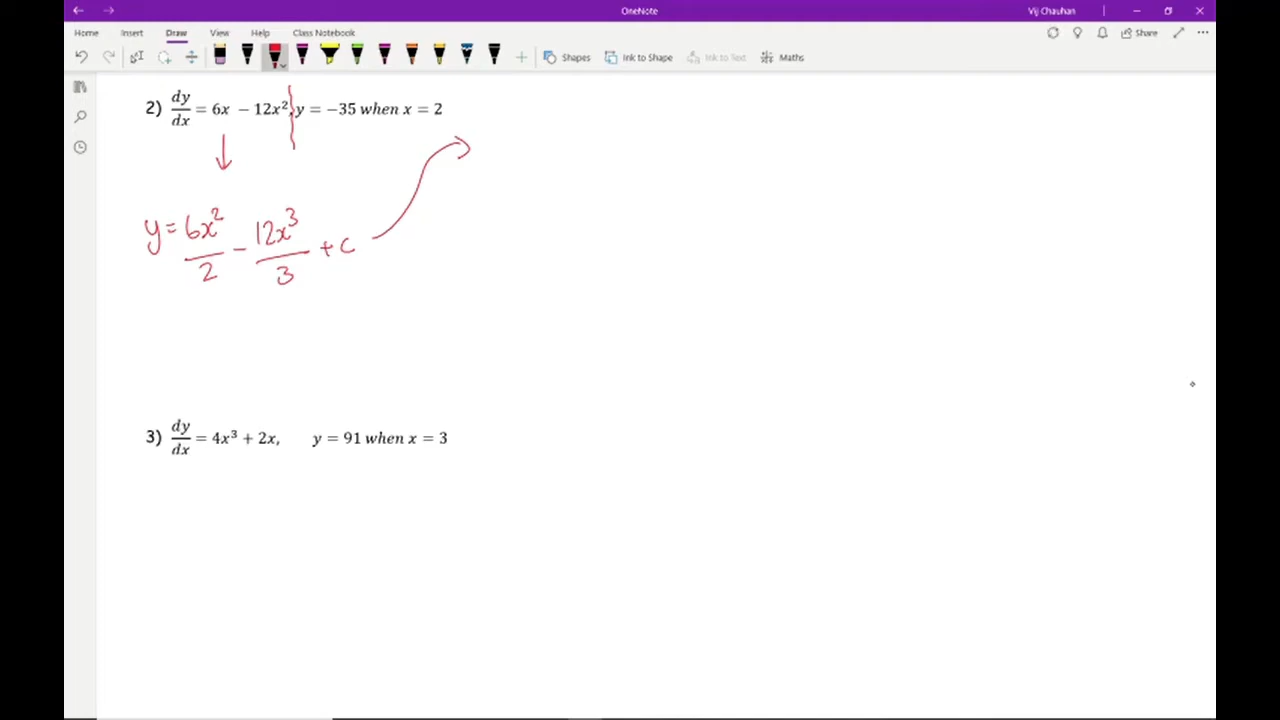 OneNote
Vij Chauhan
Home Insert Draw View Help Class Notebook
Share
Shapes Ink to Shape Ink to Text Maths
2) dy/dx = 6x − 12x², y = −35 when x = 2
y = 6x²/2 − 12x³/3 + c
3) dy/dx = 4x³ + 2x, y = 91 when x = 3